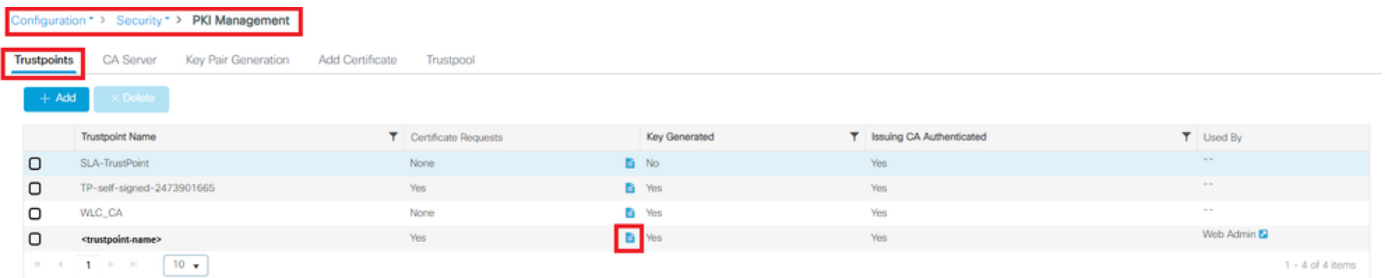 Configuration > Security > PKI Management
Trustpoints CA Server Key Pair Generation Add Certificate Trustpool
+ Add × Delete
Trustpoint Name Certificate Requests Key Generated Issuing CA Authenticated Used By
SLA-TrustPoint None No Yes --
TP-self-signed-2473901665 Yes Yes Yes --
WLC_CA None Yes Yes --
<trustpoint-name> Yes Yes Yes Web Admin
1 10 1 - 4 of 4 items